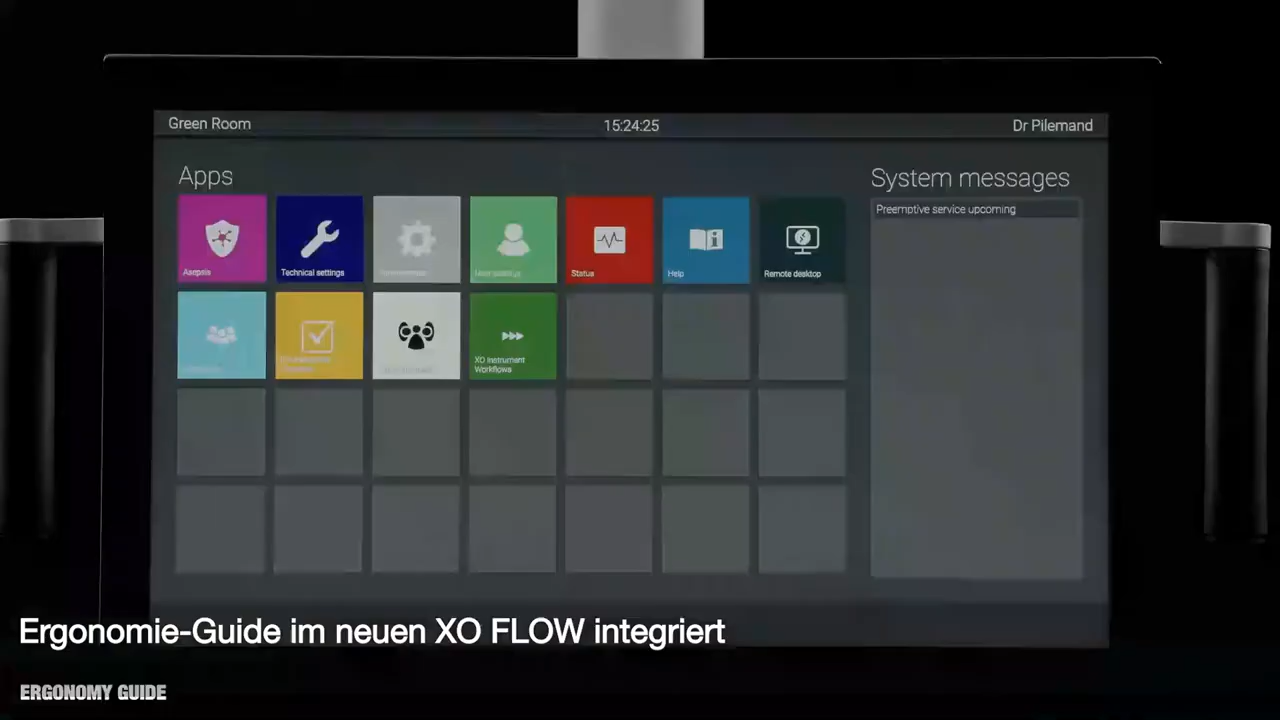 Green Room
15:24:25
Dr Pilemand
Apps
System messages
Preemptive service upcoming
Asepsis
Technical settings
Status
Help
Remote desktop
XO Instrument
Workflows
Ergonomie-Guide im neuen XO FLOW integriert
ERGONOMY GUIDE